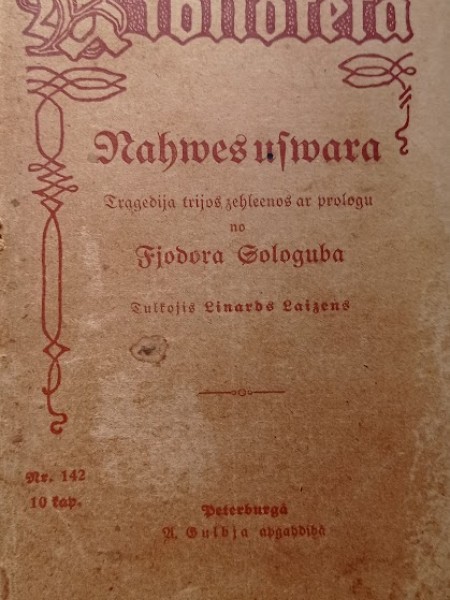 Biblioteka
Nahwes uswara
Tragedija trijos zehleenos ar prologu
no
Fjodora Sologuba
Tulkojis Linards Laizens
Nr. 142
10 kap.
Peterburgā
A. Gulbja apgahdibā